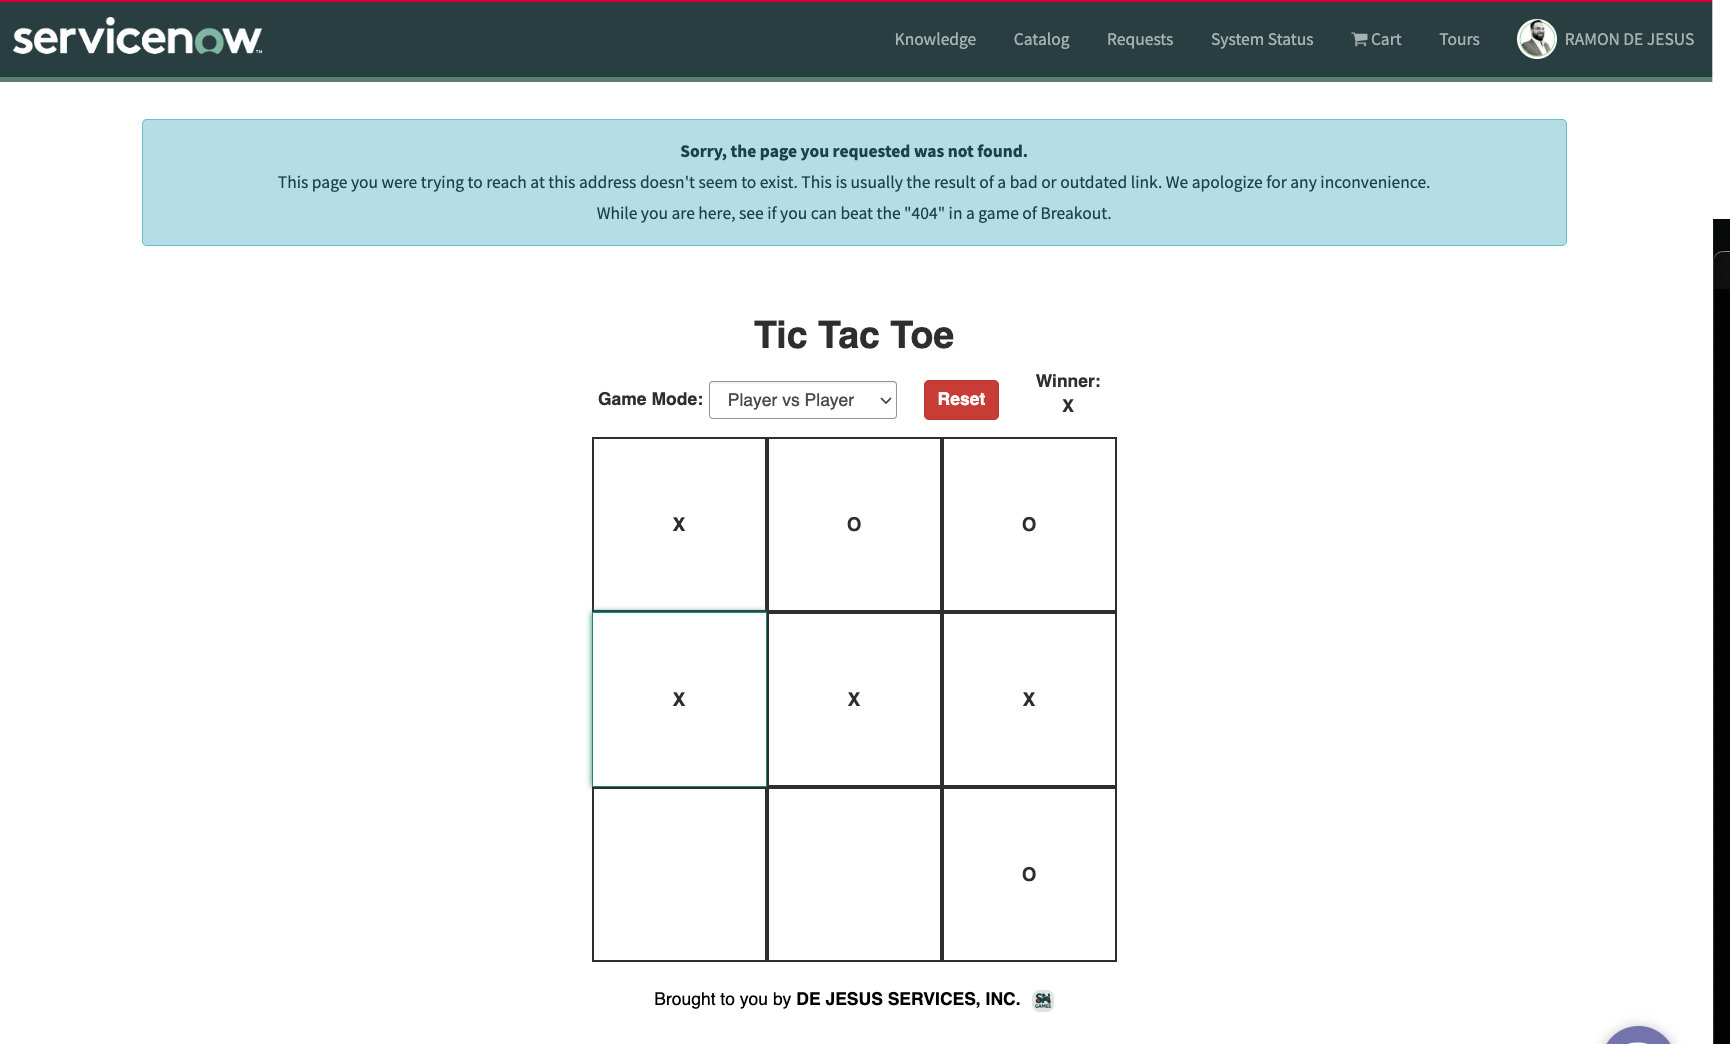 servicenow™
Knowledge Catalog Requests System Status Cart Tours RAMON DE JESUS
Sorry, the page you requested was not found.
This page you were trying to reach at this address doesn't seem to exist. This is usually the result of a bad or outdated link. We apologize for any inconvenience.
While you are here, see if you can beat the "404" in a game of Breakout.
Tic Tac Toe
Game Mode: Player vs Player Reset Winner:
X
X O O
X X X
O
Brought to you by DE JESUS SERVICES, INC. SN GAMES